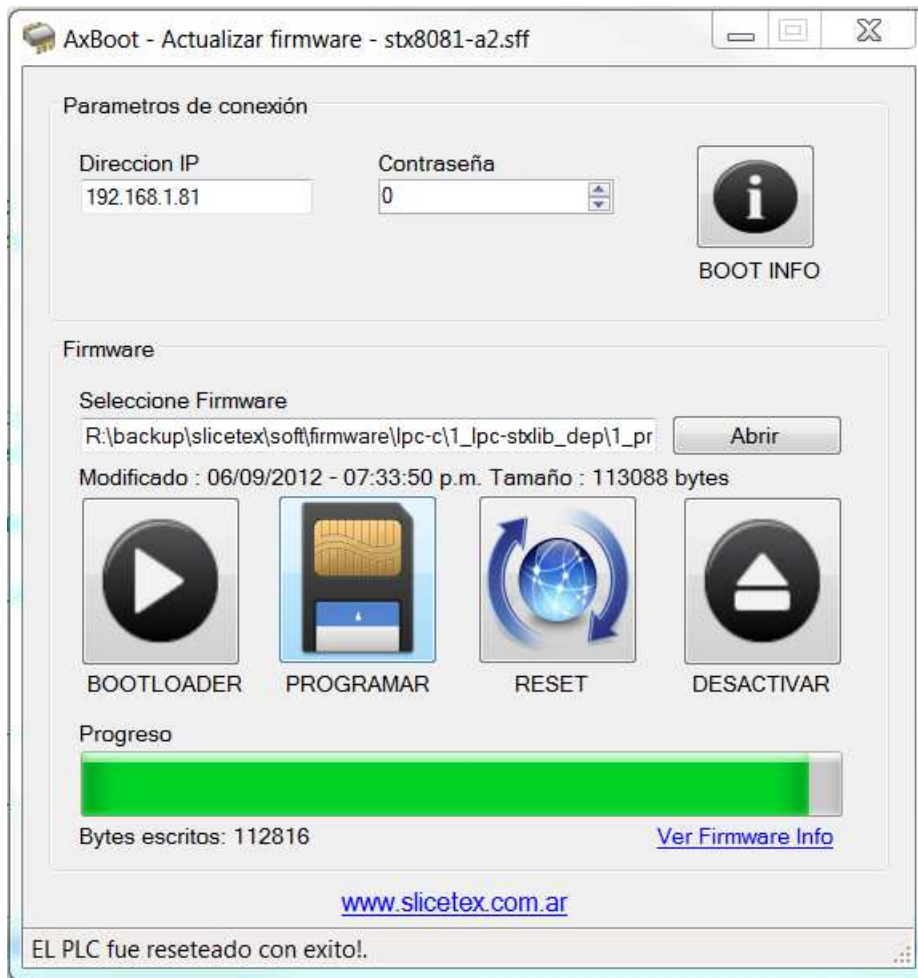 AxBoot - Actualizar firmware - stx8081-a2.sff
Parametros de conexión
Direccion IP
Contraseña
192.168.1.81
0
BOOT INFO
Firmware
Seleccione Firmware
R:\backup\slicetex\soft\firmware\lpc-c\1_lpc-stxlib_dep\1_pr
Abrir
Modificado : 06/09/2012 - 07:33:50 p.m. Tamaño : 113088 bytes
BOOTLOADER
PROGRAMAR
RESET
DESACTIVAR
Progreso
Bytes escritos: 112816
Ver Firmware Info
www.slicetex.com.ar
EL PLC fue reseteado con exito!.